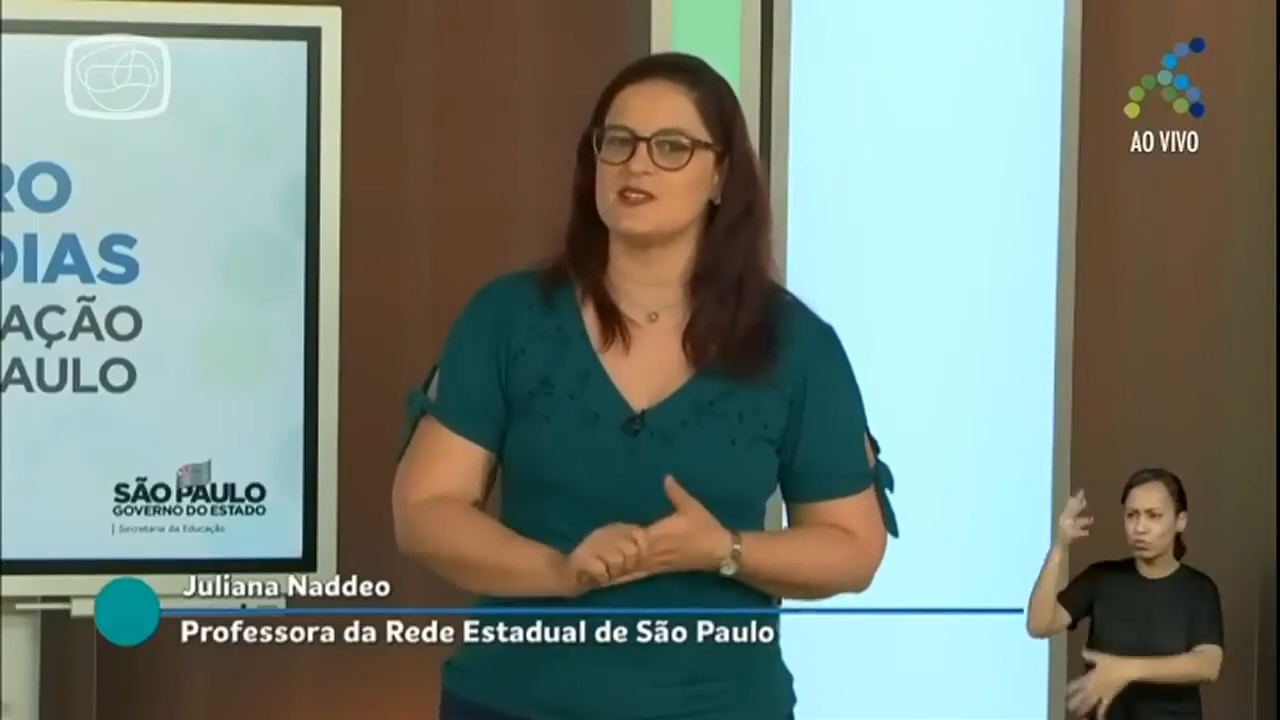 RO
DIAS
AÇÃO
AULO
SÃO PAULO
GOVERNO DO ESTADO
Secretaria da Educação
AO VIVO
Juliana Naddeo
Professora da Rede Estadual de São Paulo